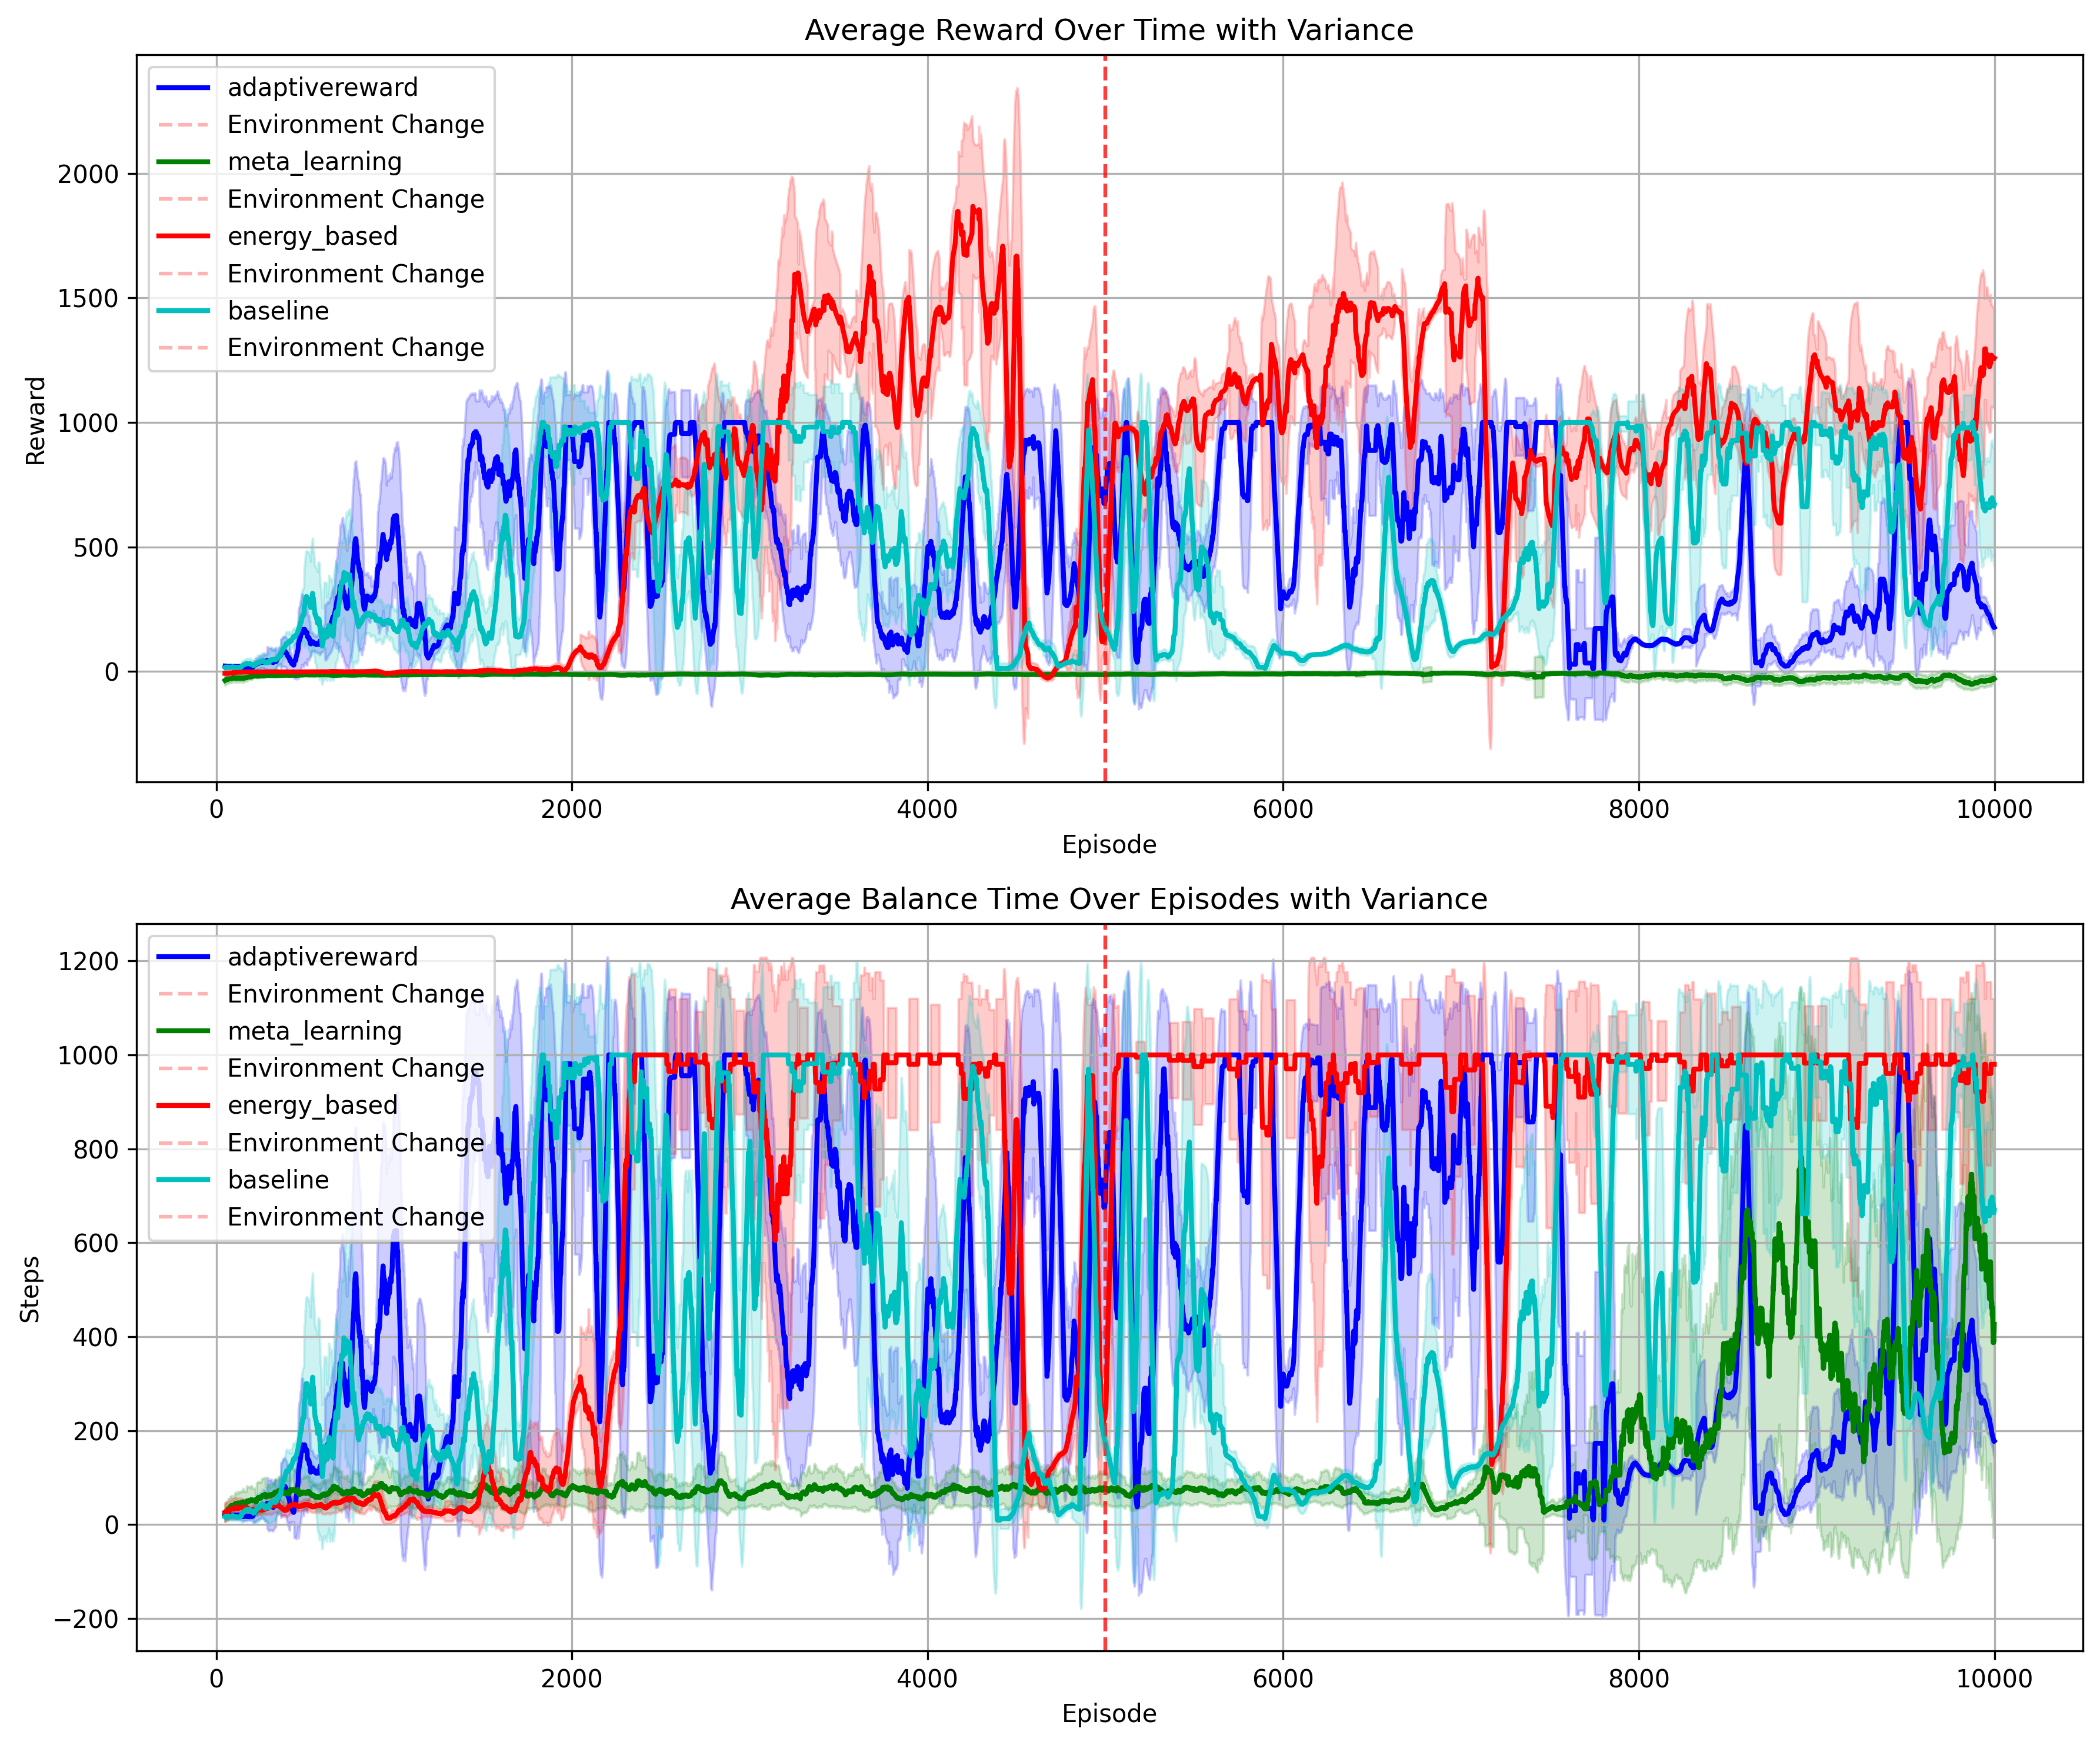 Average Reward Over Time with Variance
adaptivereward
Environment Change
meta_learning
Environment Change
energy_based
Environment Change
baseline
Environment Change
2000
1500
1000
500
0
Reward
0 2000 4000 6000 8000 10000
Episode
Average Balance Time Over Episodes with Variance
adaptivereward
Environment Change
meta_learning
Environment Change
energy_based
Environment Change
baseline
Environment Change
1200
1000
800
600
400
200
0
−200
Steps
0 2000 4000 6000 8000 10000
Episode